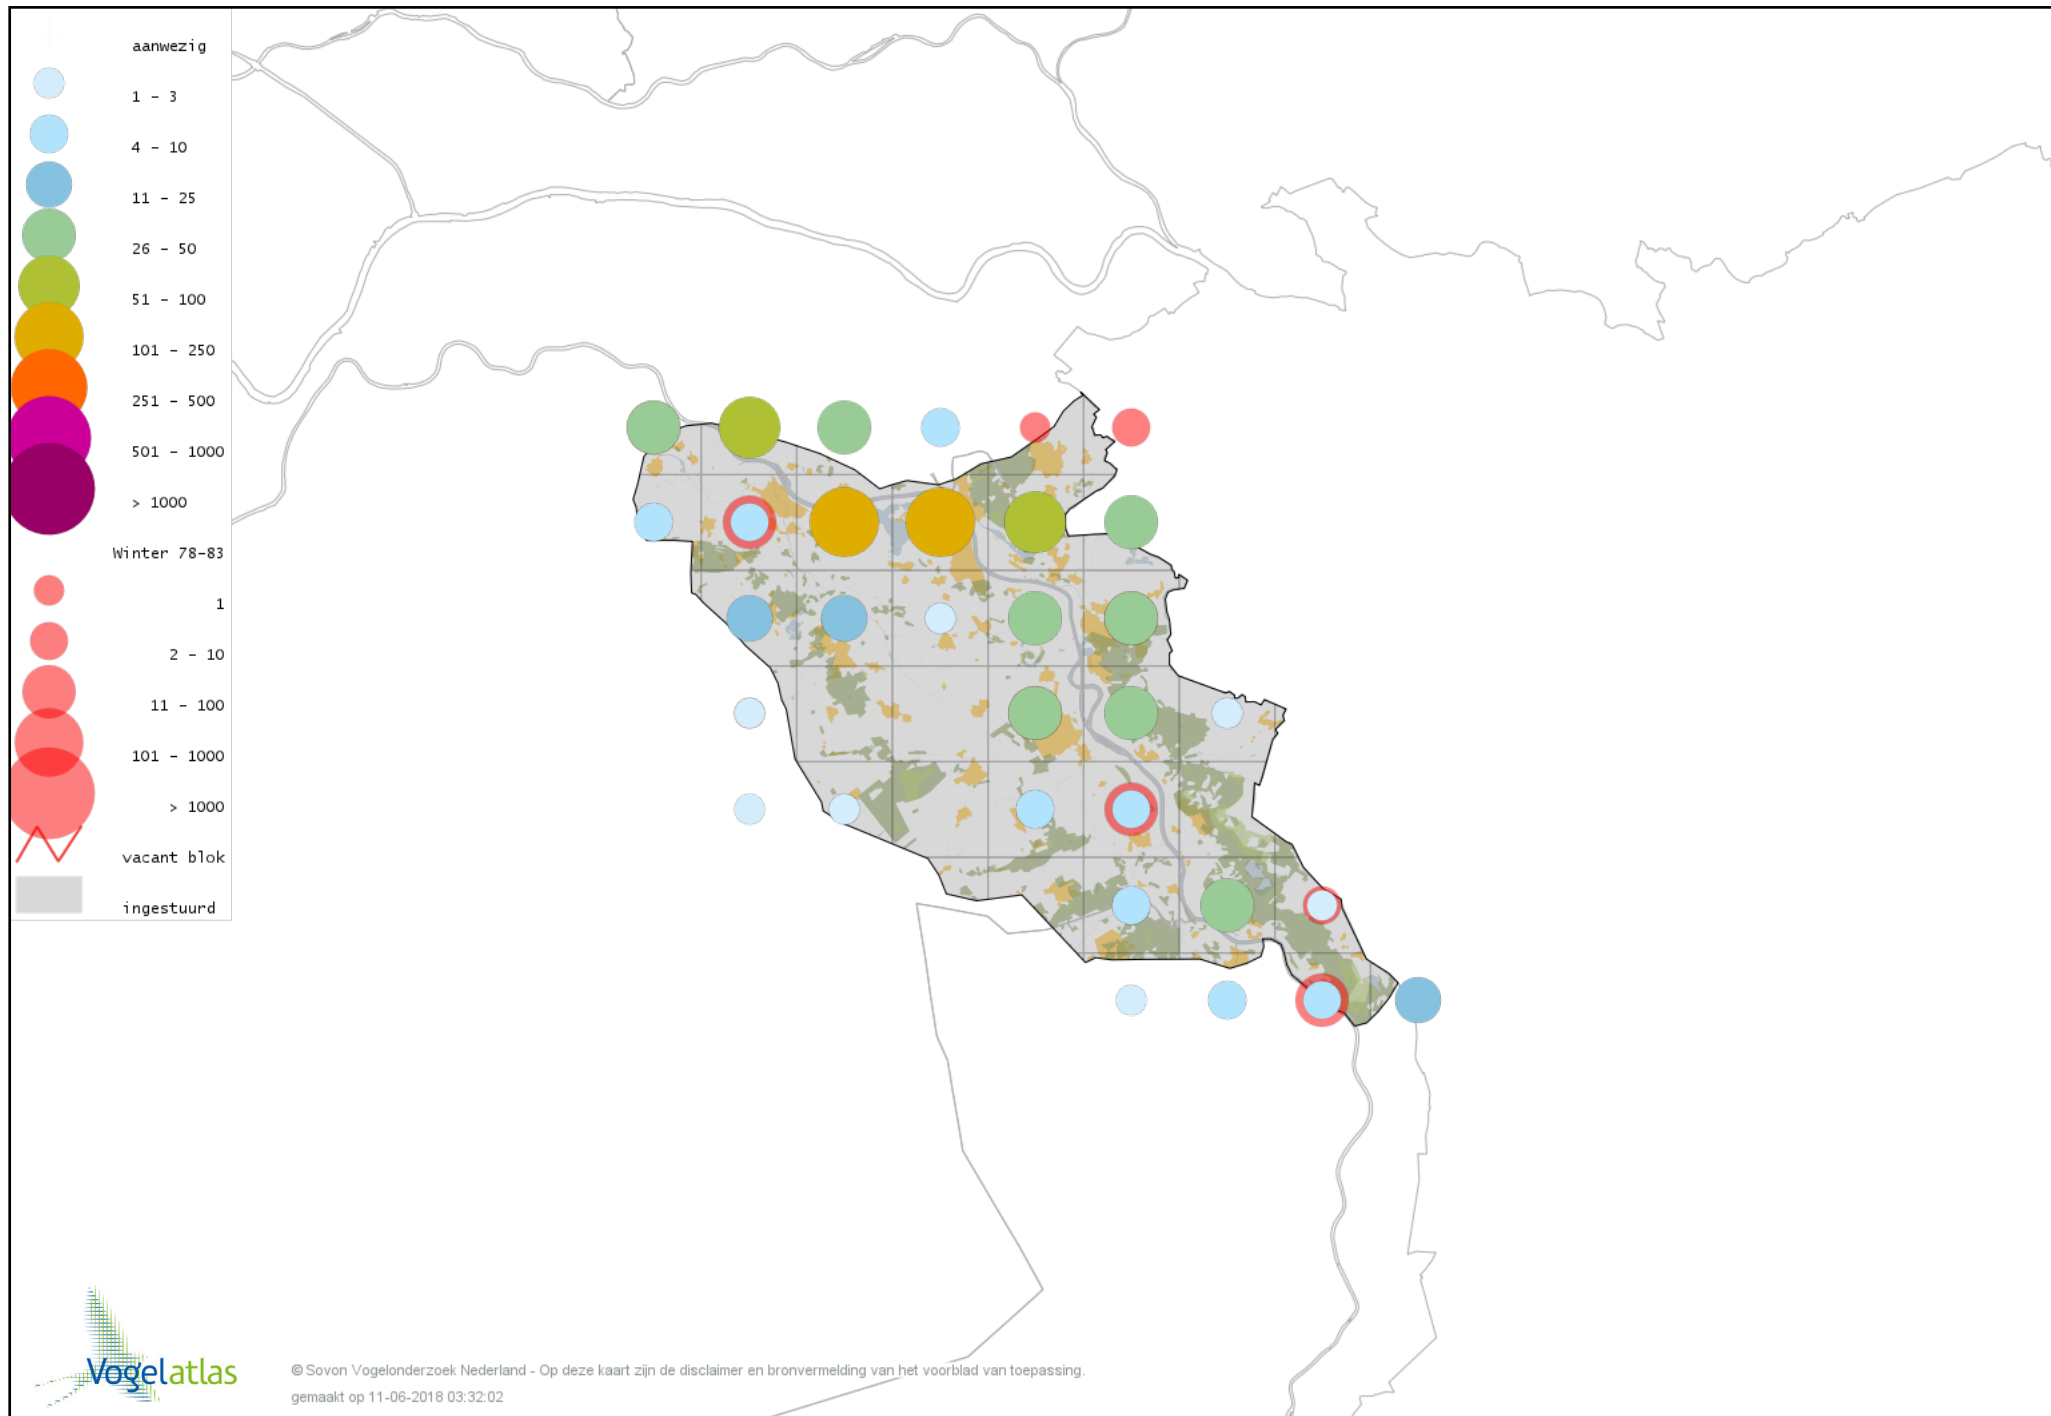 aanwezig
1 - 3
4 - 10
11 - 25
26 - 50
51 - 100
101 - 250
251 - 500
501 - 1000
> 1000
Winter 78-83
1
2 - 10
11 - 100
101 - 1000
> 1000
vacant blok
ingestuurd
Vogelatlas
© Sovon Vogelonderzoek Nederland - Op deze kaart zijn de disclaimer en bronvermelding van het voorblad van toepassing.
gemaakt op 11-06-2018 03:32:02